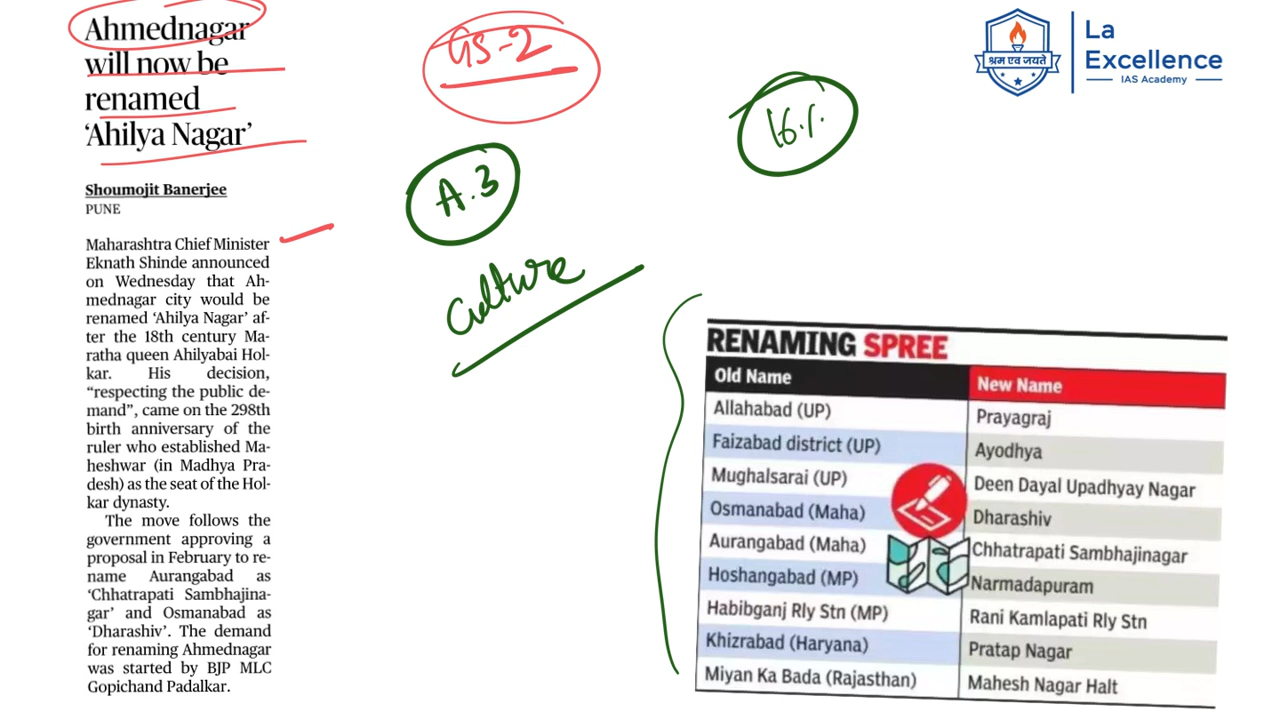 Ahmednagar
will now be
renamed
‘Ahilya Nagar’
Shoumojit Banerjee
PUNE
Maharashtra Chief Minister
Eknath Shinde announced
on Wednesday that Ah-
mednagar city would be
renamed ‘Ahilya Nagar’ af-
ter the 18th century Ma-
ratha queen Ahilyabai Hol-
kar. His decision,
“respecting the public de-
mand”, came on the 298th
birth anniversary of the
ruler who established Ma-
heshwar (in Madhya Pra-
desh) as the seat of the Hol-
kar dynasty.
The move follows the
government approving a
proposal in February to re-
name Aurangabad as
‘Chhatrapati Sambhajina-
gar’ and Osmanabad as
‘Dharashiv’. The demand
for renaming Ahmednagar
was started by BJP MLC
Gopichand Padalkar.
GS-2
A.3
Culture
16%
श्रम एव जयते
La
Excellence
IAS Academy
RENAMING SPREE
Old Name New Name
Allahabad (UP) Prayagraj
Faizabad district (UP) Ayodhya
Mughalsarai (UP) Deen Dayal Upadhyay Nagar
Osmanabad (Maha) Dharashiv
Aurangabad (Maha) Chhatrapati Sambhajinagar
Hoshangabad (MP) Narmadapuram
Habibganj Rly Stn (MP) Rani Kamlapati Rly Stn
Khizrabad (Haryana) Pratap Nagar
Miyan Ka Bada (Rajasthan) Mahesh Nagar Halt